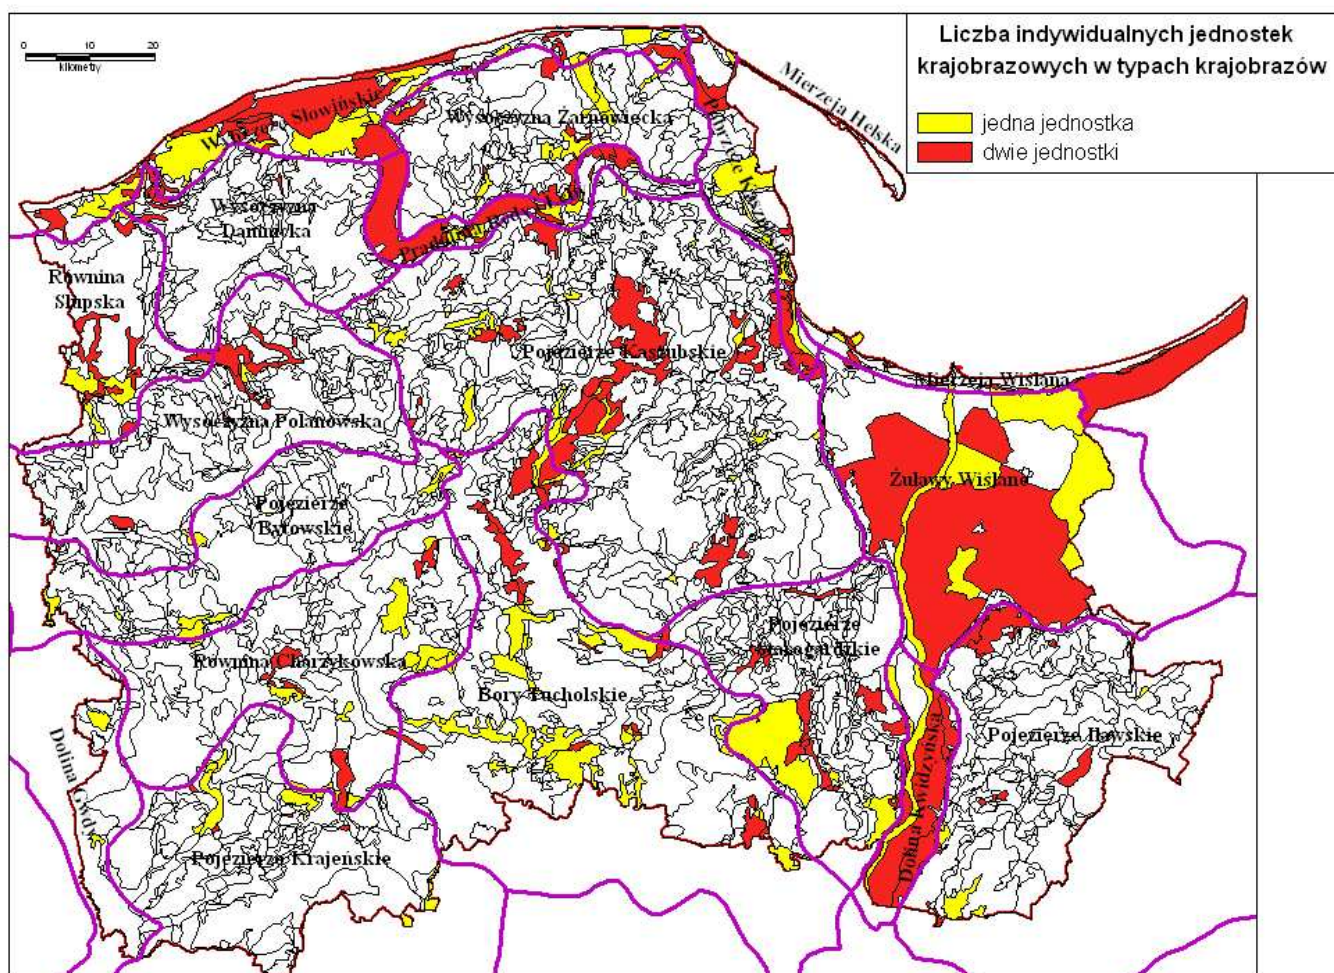 Liczba indywidualnych jednostek
krajobrazowych w typach krajobrazów
jedna jednostka
dwie jednostki
0 10 20
kilometry
Mierzeja Helska
Słowińskie
Wysoczyzna Żarnowiecka
Wysoczyzna
Damnicka
Równina
Słupska
Pojezierze Kaszubskie
Mierzeja Wiślana
Wysoczyzna Polanowska
Żuławy Wiślane
Pojezierze
Bytowskie
Pojezierze
Równina Charzykowska
Bory Tucholskie
Pojezierze Iławskie
Dolina Gwdy
Dolina Kwidzyńska
Pojezierze Krajeńskie